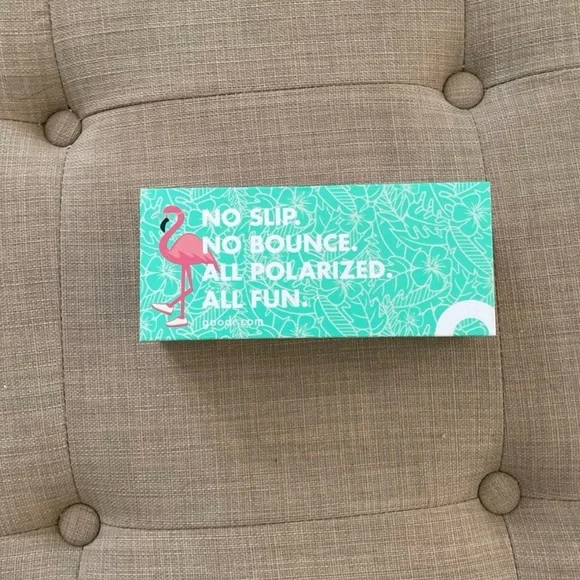 NO SLIP.
NO BOUNCE.
ALL POLARIZED.
ALL FUN.
goodr.com